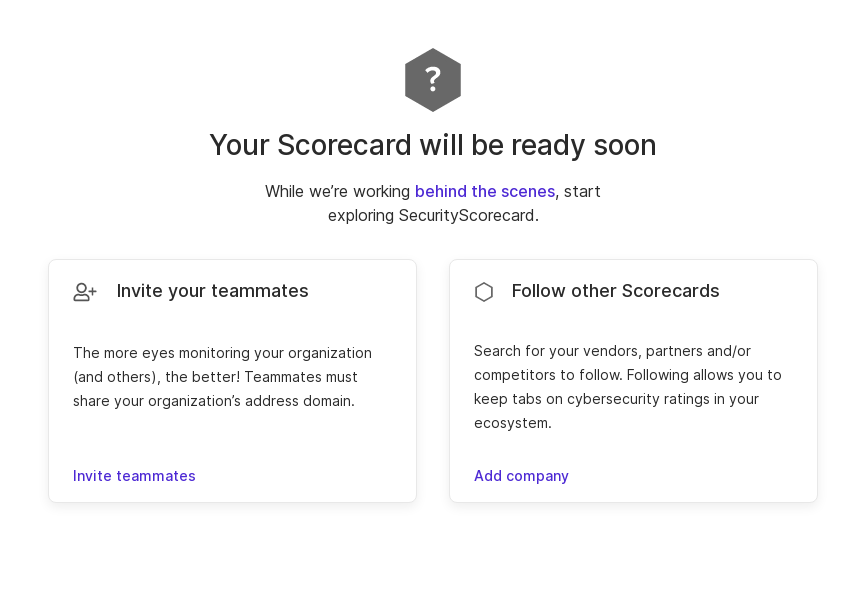 ?
Your Scorecard will be ready soon
While we’re working behind the scenes, start
exploring SecurityScorecard.
Invite your teammates
The more eyes monitoring your organization
(and others), the better! Teammates must
share your organization’s address domain.
Invite teammates
Follow other Scorecards
Search for your vendors, partners and/or
competitors to follow. Following allows you to
keep tabs on cybersecurity ratings in your
ecosystem.
Add company